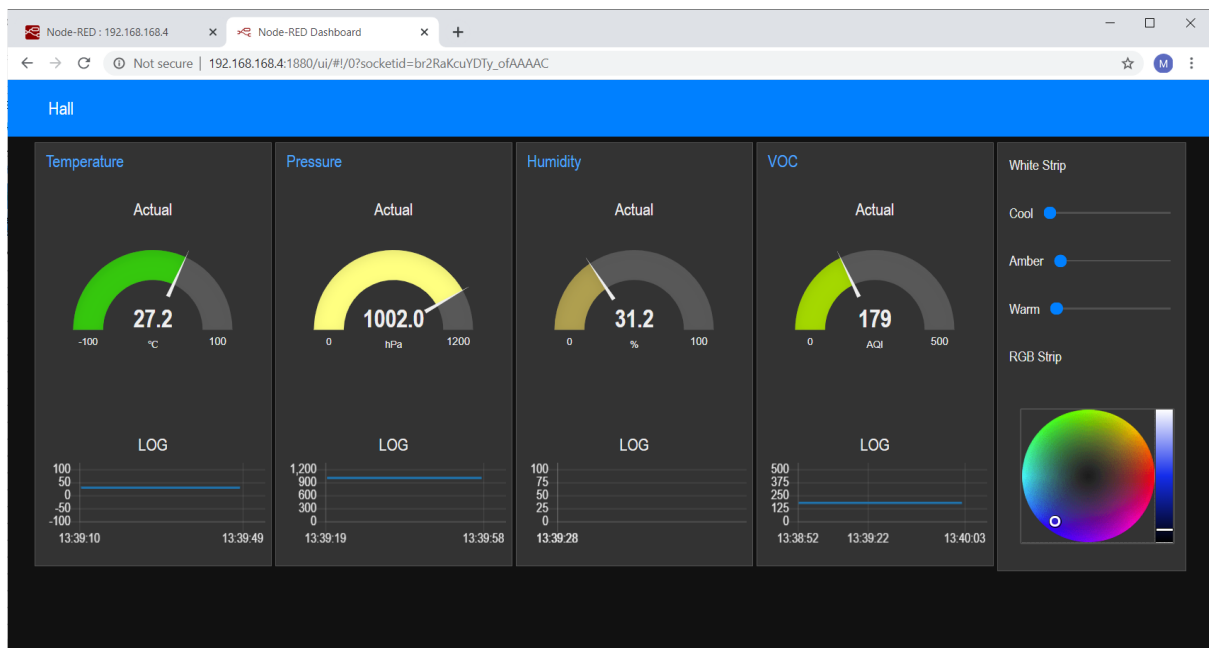 Node-RED : 192.168.168.4
Node-RED Dashboard
Not secure | 192.168.168.4:1880/ui/#!/0?socketid=br2RaKcuYDTy_ofAAAAC
M
Hall
Temperature
Actual
27.2
-100 °C 100
LOG
100
50
0
-50
-100
13:39:10 13:39:49
Pressure
Actual
1002.0
0 hPa 1200
LOG
1,200
900
600
300
0
13:39:19 13:39:58
Humidity
Actual
31.2
0 % 100
LOG
100
75
50
25
0
13:39:28
VOC
Actual
179
0 AQI 500
LOG
500
375
250
125
0
13:38:52 13:39:22 13:40:03
White Strip
Cool
Amber
Warm
RGB Strip